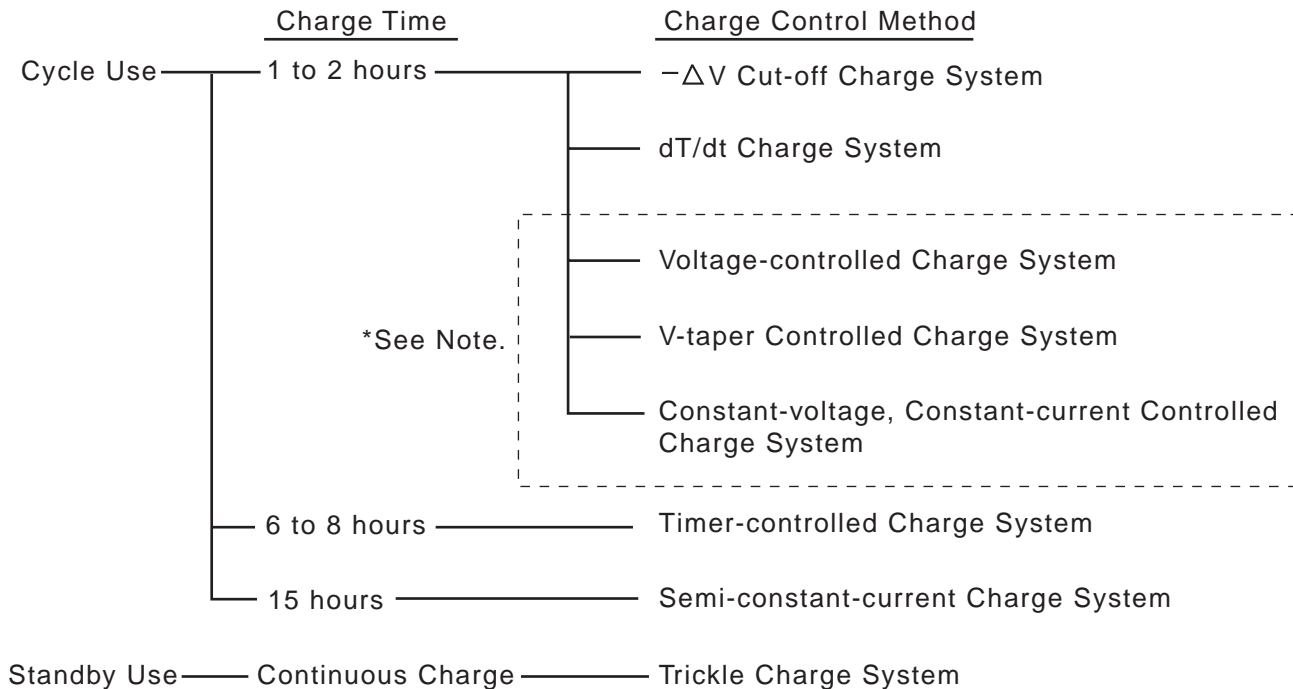 Charge Time Charge Control Method
Cycle Use 1 to 2 hours −△V Cut-off Charge System
dT/dt Charge System
Voltage-controlled Charge System
*See Note. V-taper Controlled Charge System
Constant-voltage, Constant-current Controlled
Charge System
6 to 8 hours Timer-controlled Charge System
15 hours Semi-constant-current Charge System
Standby Use Continuous Charge Trickle Charge System